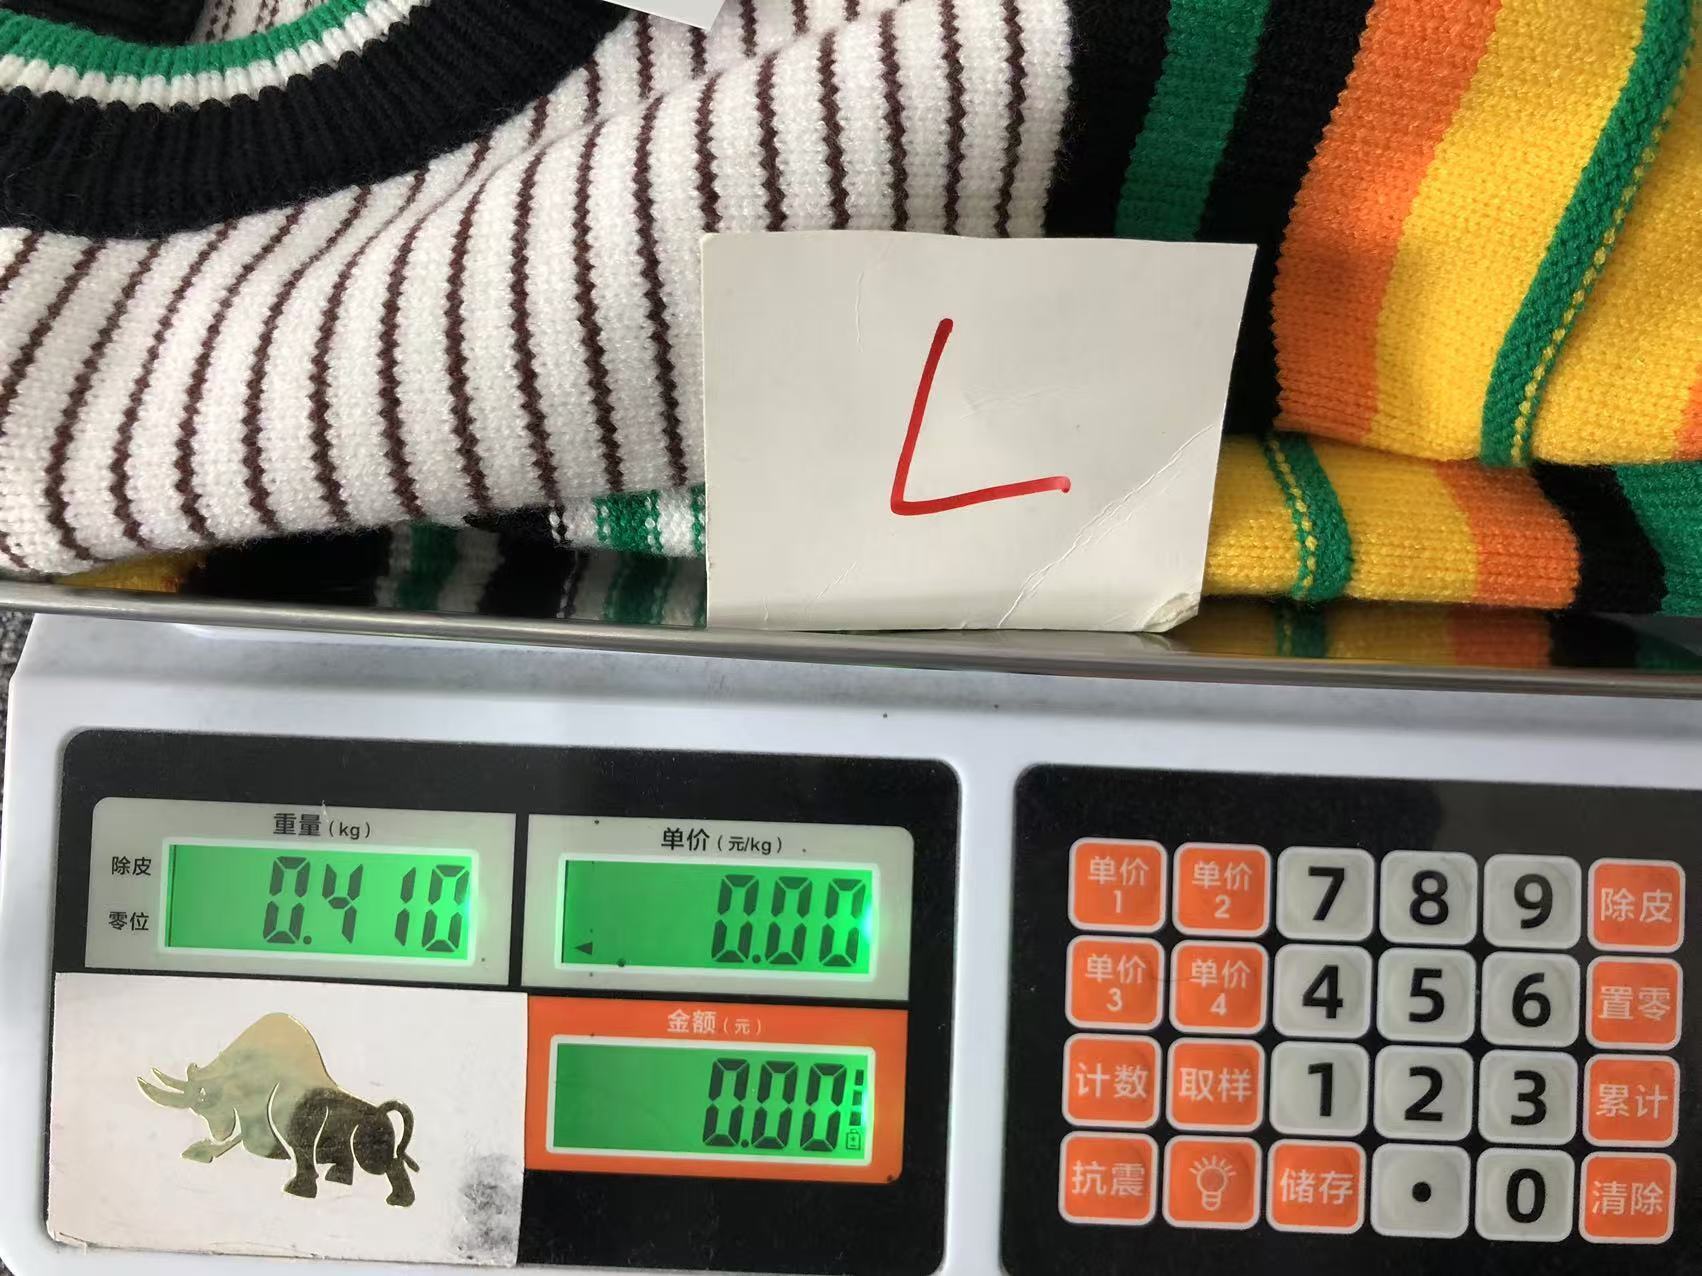 L
重量(kg)
除皮
零位
0.410
单价(元/kg)
0.00
金额(元)
0.00
单价1 单价2 7 8 9 除皮
单价3 单价4 4 5 6 置零
计数 取样 1 2 3 累计
抗震 储存 . 0 清除